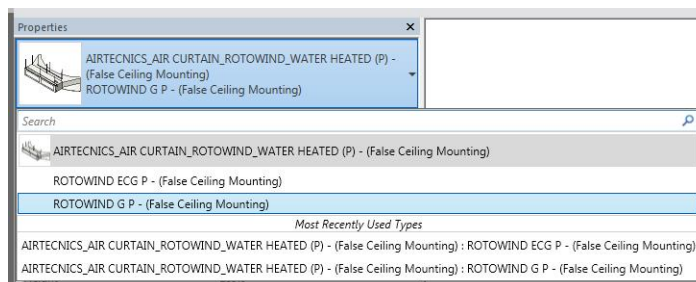 Properties
AIRTECNICS_AIR CURTAIN_ROTOWIND_WATER HEATED (P) -
(False Ceiling Mounting)
ROTOWIND G P - (False Ceiling Mounting)
Search
AIRTECNICS_AIR CURTAIN_ROTOWIND_WATER HEATED (P) - (False Ceiling Mounting)
ROTOWIND ECG P - (False Ceiling Mounting)
ROTOWIND G P - (False Ceiling Mounting)
Most Recently Used Types
AIRTECNICS_AIR CURTAIN_ROTOWIND_WATER HEATED (P) - (False Ceiling Mounting) : ROTOWIND ECG P - (False Ceiling Mounting)
AIRTECNICS_AIR CURTAIN_ROTOWIND_WATER HEATED (P) - (False Ceiling Mounting) : ROTOWIND G P - (False Ceiling Mounting)